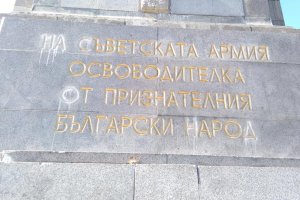 НА СЪВЕТСКАТА АРМИЯ
ОСВОБОДИТЕЛКА
ОТ ПРИЗНАТЕЛНИЯ
БЪЛГАРСКИ НАРОД